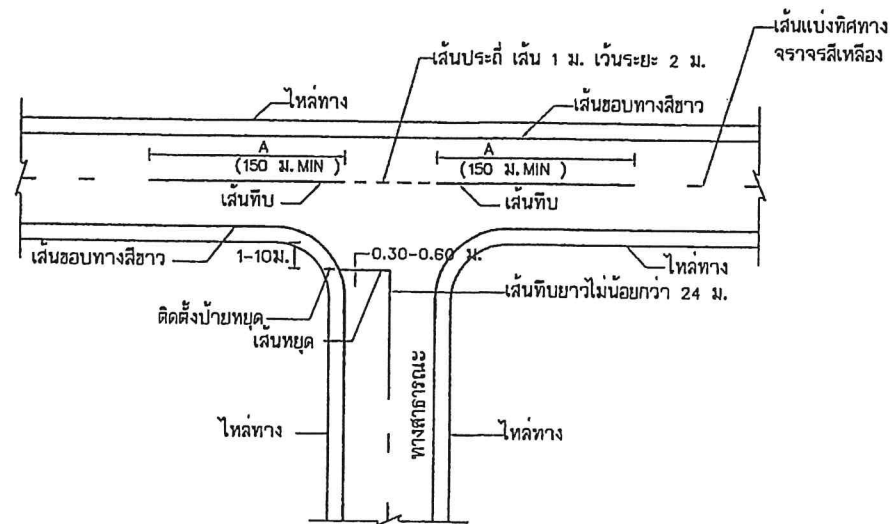 เส้นแบ่งทิศทาง
จราจรสีเหลือง
เส้นประถี่ เส้น 1 ม. เว้นระยะ 2 ม.
ไหล่ทาง
เส้นขอบทางสีขาว
A
(150 ม. MIN )
A
(150 ม. MIN )
เส้นทึบ
เส้นทึบ
เส้นขอบทางสีขาว
1-10ม.
0.30-0.60 ม.
ไหล่ทาง
เส้นทึบยาวไม่น้อยกว่า 24 ม.
ติดตั้งป้ายหยุด
เส้นหยุด
ทางสาธารณะ
ไหล่ทาง
ไหล่ทาง